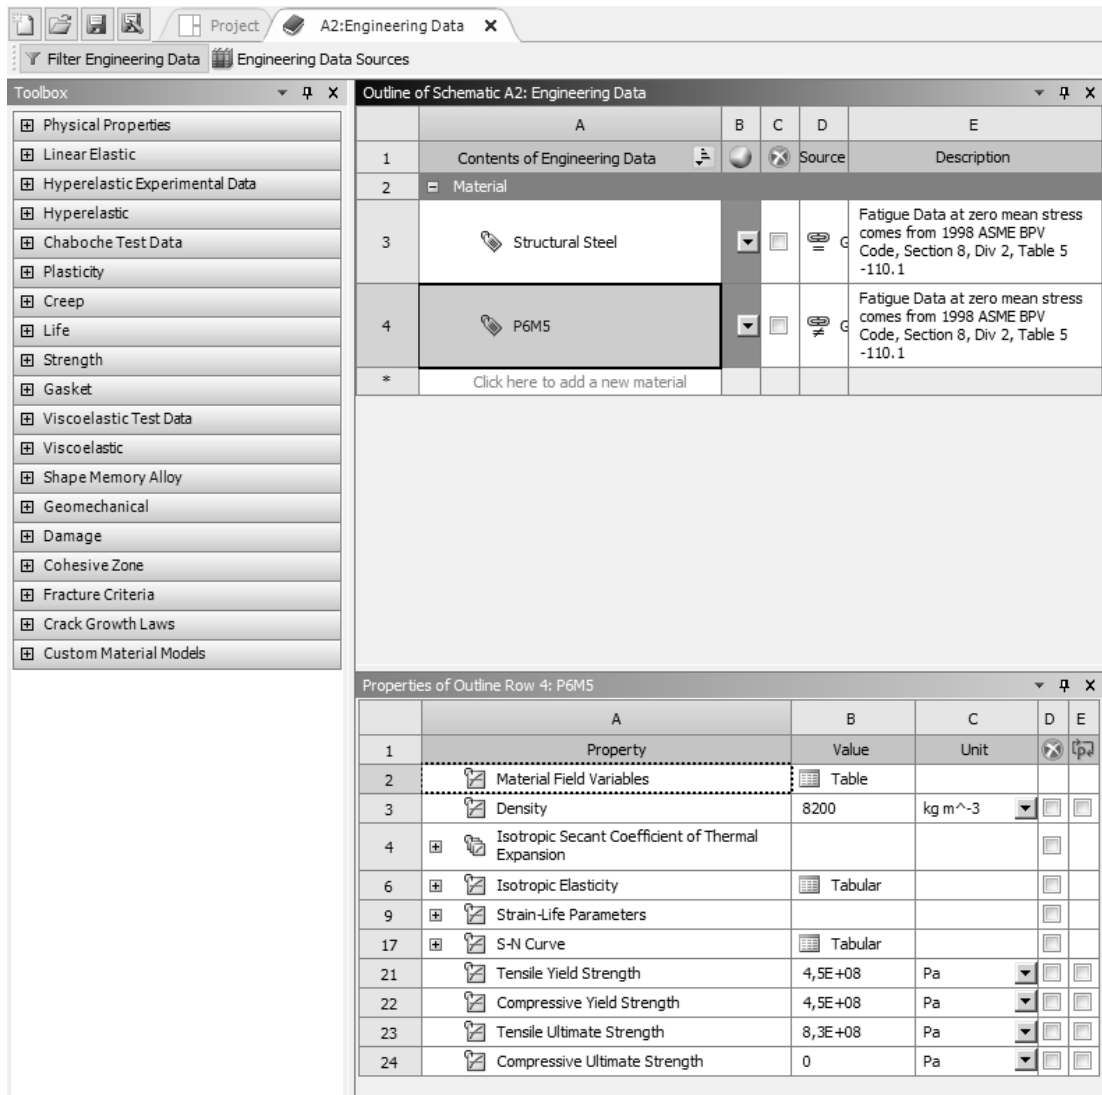 Project
A2:Engineering Data
Filter Engineering Data
Engineering Data Sources
Toolbox
Physical Properties
Linear Elastic
Hyperelastic Experimental Data
Hyperelastic
Chaboche Test Data
Plasticity
Creep
Life
Strength
Gasket
Viscoelastic Test Data
Viscoelastic
Shape Memory Alloy
Geomechanical
Damage
Cohesive Zone
Fracture Criteria
Crack Growth Laws
Custom Material Models
Outline of Schematic A2: Engineering Data
A B C D E
1 Contents of Engineering Data Source Description
2 Material
3 Structural Steel G Fatigue Data at zero mean stress
comes from 1998 ASME BPV
Code, Section 8, Div 2, Table 5
-110.1
4 P6M5 G Fatigue Data at zero mean stress
comes from 1998 ASME BPV
Code, Section 8, Div 2, Table 5
-110.1
* Click here to add a new material
Properties of Outline Row 4: P6M5
A B C D E
1 Property Value Unit
2 Material Field Variables Table
3 Density 8200 kg m^-3
4 Isotropic Secant Coefficient of Thermal
Expansion
6 Isotropic Elasticity Tabular
9 Strain-Life Parameters
17 S-N Curve Tabular
21 Tensile Yield Strength 4,5E+08 Pa
22 Compressive Yield Strength 4,5E+08 Pa
23 Tensile Ultimate Strength 8,3E+08 Pa
24 Compressive Ultimate Strength 0 Pa